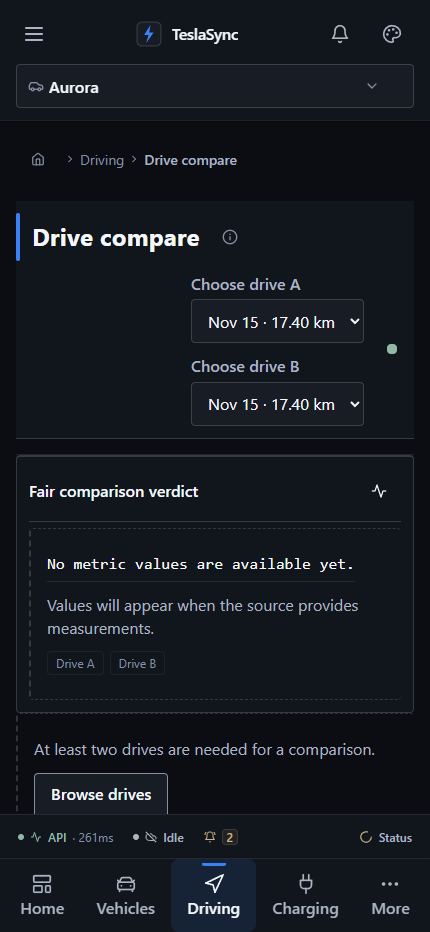 TeslaSync
Aurora
Driving
Drive compare
Drive compare
Choose drive A
Nov 15 · 17.40 km
Choose drive B
Nov 15 · 17.40 km
Fair comparison verdict
No metric values are available yet.
Values will appear when the source provides
measurements.
Drive A Drive B
At least two drives are needed for a comparison.
Browse drives
API · 261ms Idle 2 Status
Home Vehicles Driving Charging More